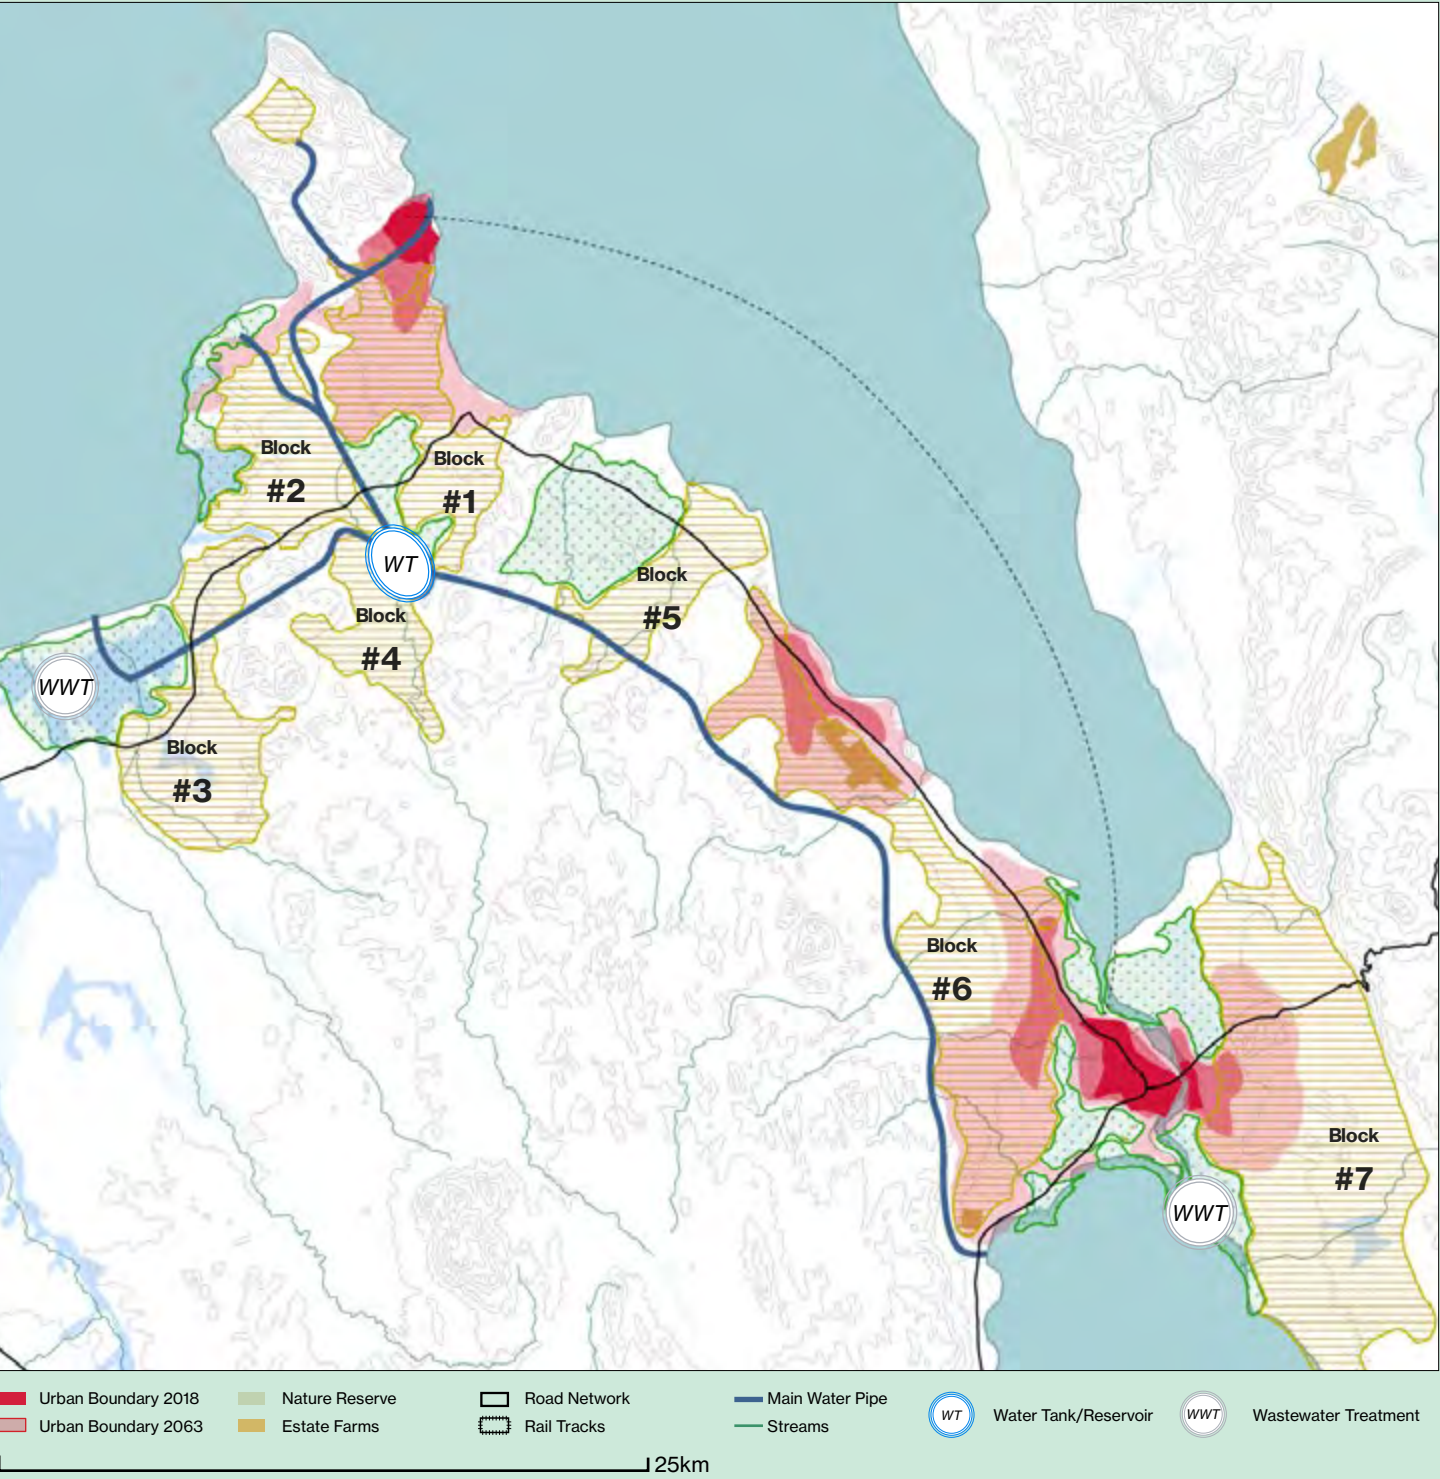 Block
#2
Block
#1
WT
Block
#5
Block
#4
WWT
Block
#3
Block
#6
Block
#7
WWT
Urban Boundary 2018
Nature Reserve
Road Network
Main Water Pipe
WT
Water Tank/Reservoir
WWT
Wastewater Treatment
Urban Boundary 2063
Estate Farms
Rail Tracks
Streams
25km